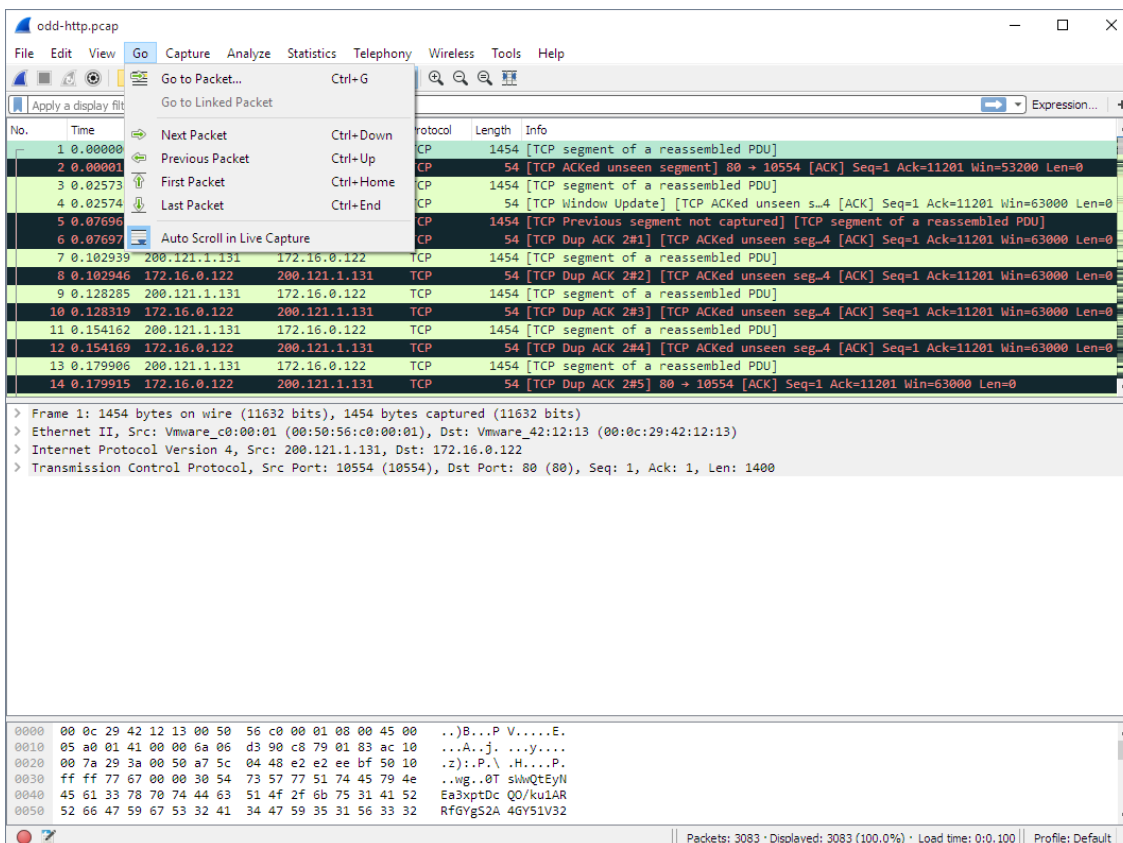 odd-http.pcap
File Edit View Go Capture Analyze Statistics Telephony Wireless Tools Help
Go to Packet... Ctrl+G
Go to Linked Packet
Next Packet Ctrl+Down
Previous Packet Ctrl+Up
First Packet Ctrl+Home
Last Packet Ctrl+End
Auto Scroll in Live Capture
Apply a display filt Expression... +
No. Time rotocol Length Info
1 0.00000 CP 1454 [TCP segment of a reassembled PDU]
2 0.00001 CP 54 [TCP ACKed unseen segment] 80 → 10554 [ACK] Seq=1 Ack=11201 Win=53200 Len=0
3 0.02573 CP 1454 [TCP segment of a reassembled PDU]
4 0.02574 CP 54 [TCP Window Update] [TCP ACKed unseen s…4 [ACK] Seq=1 Ack=11201 Win=63000 Len=0
5 0.07696 CP 1454 [TCP Previous segment not captured] [TCP segment of a reassembled PDU]
6 0.07697 CP 54 [TCP Dup ACK 2#1] [TCP ACKed unseen seg…4 [ACK] Seq=1 Ack=11201 Win=63000 Len=0
7 0.102939 200.121.1.131 172.16.0.122 TCP 1454 [TCP segment of a reassembled PDU]
8 0.102946 172.16.0.122 200.121.1.131 TCP 54 [TCP Dup ACK 2#2] [TCP ACKed unseen seg…4 [ACK] Seq=1 Ack=11201 Win=63000 Len=0
9 0.128285 200.121.1.131 172.16.0.122 TCP 1454 [TCP segment of a reassembled PDU]
10 0.128319 172.16.0.122 200.121.1.131 TCP 54 [TCP Dup ACK 2#3] [TCP ACKed unseen seg…4 [ACK] Seq=1 Ack=11201 Win=63000 Len=0
11 0.154162 200.121.1.131 172.16.0.122 TCP 1454 [TCP segment of a reassembled PDU]
12 0.154169 172.16.0.122 200.121.1.131 TCP 54 [TCP Dup ACK 2#4] [TCP ACKed unseen seg…4 [ACK] Seq=1 Ack=11201 Win=63000 Len=0
13 0.179906 200.121.1.131 172.16.0.122 TCP 1454 [TCP segment of a reassembled PDU]
14 0.179915 172.16.0.122 200.121.1.131 TCP 54 [TCP Dup ACK 2#5] 80 → 10554 [ACK] Seq=1 Ack=11201 Win=63000 Len=0
> Frame 1: 1454 bytes on wire (11632 bits), 1454 bytes captured (11632 bits)
> Ethernet II, Src: Vmware_c0:00:01 (00:50:56:c0:00:01), Dst: Vmware_42:12:13 (00:0c:29:42:12:13)
> Internet Protocol Version 4, Src: 200.121.1.131, Dst: 172.16.0.122
> Transmission Control Protocol, Src Port: 10554 (10554), Dst Port: 80 (80), Seq: 1, Ack: 1, Len: 1400
0000 00 0c 29 42 12 13 00 50 56 c0 00 01 08 00 45 00 ..)B...P V.....E.
0010 05 a0 01 41 00 00 6a 06 d3 90 c8 79 01 83 ac 10 ...A..j. ...y....
0020 00 7a 29 3a 00 50 a7 5c 04 48 e2 e2 ee bf 50 10 .z):.P.\ .H....P.
0030 ff ff 77 67 00 00 30 54 73 57 77 51 74 45 79 4e ..wg..0T sWwQtEyN
0040 45 61 33 78 70 74 44 63 51 4f 2f 6b 75 31 41 52 Ea3xptDc QO/ku1AR
0050 52 66 47 59 67 53 32 41 34 47 59 35 31 56 33 32 RfGYgS2A 4GY51V32
Packets: 3083 · Displayed: 3083 (100.0%) · Load time: 0:0.100 Profile: Default